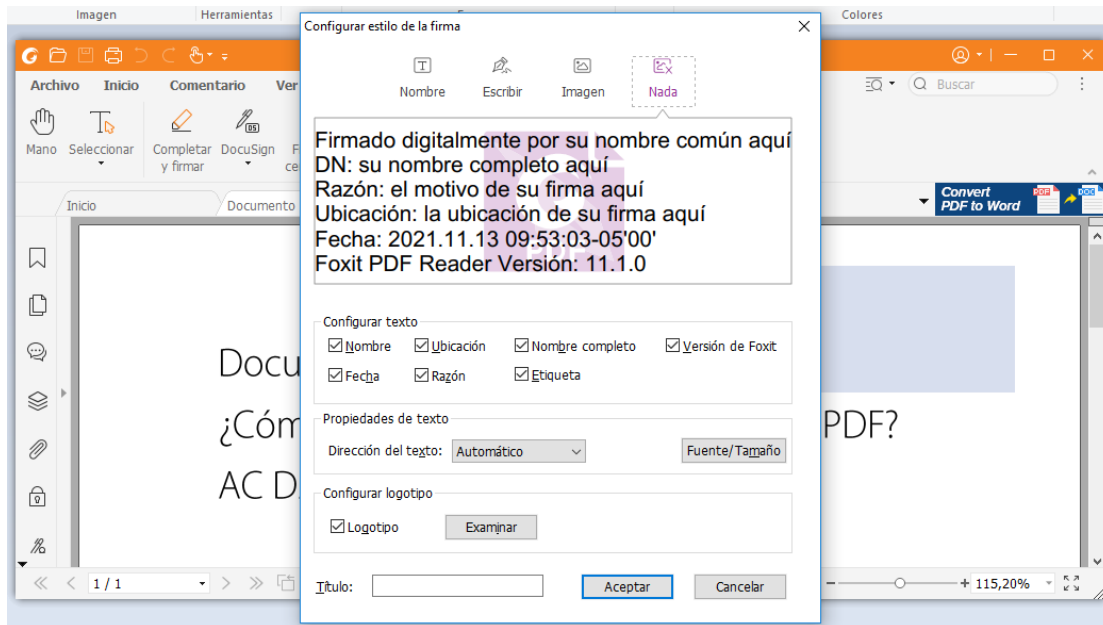 Imagen Herramientas Colores
Configurar estilo de la firma
Archivo Inicio Comentario Ver Buscar
Nombre Escribir Imagen Nada
Mano Seleccionar Completar y firmar DocuSign
Inicio Documento
Convert
PDF to Word
PDF DOC
Firmado digitalmente por su nombre común aquí
DN: su nombre completo aquí
Razón: el motivo de su firma aquí
Ubicación: la ubicación de su firma aquí
Fecha: 2021.11.13 09:53:03-05'00'
Foxit PDF Reader Versión: 11.1.0
PDF
Configurar texto
Nombre Ubicación Nombre completo Versión de Foxit
Fecha Razón Etiqueta
Propiedades de texto
Dirección del texto: Automático Fuente/Tamaño
Configurar logotipo
Logotipo Examinar
Título: Aceptar Cancelar
Docu
¿Cóm PDF?
AC D
1 / 1 115,20%